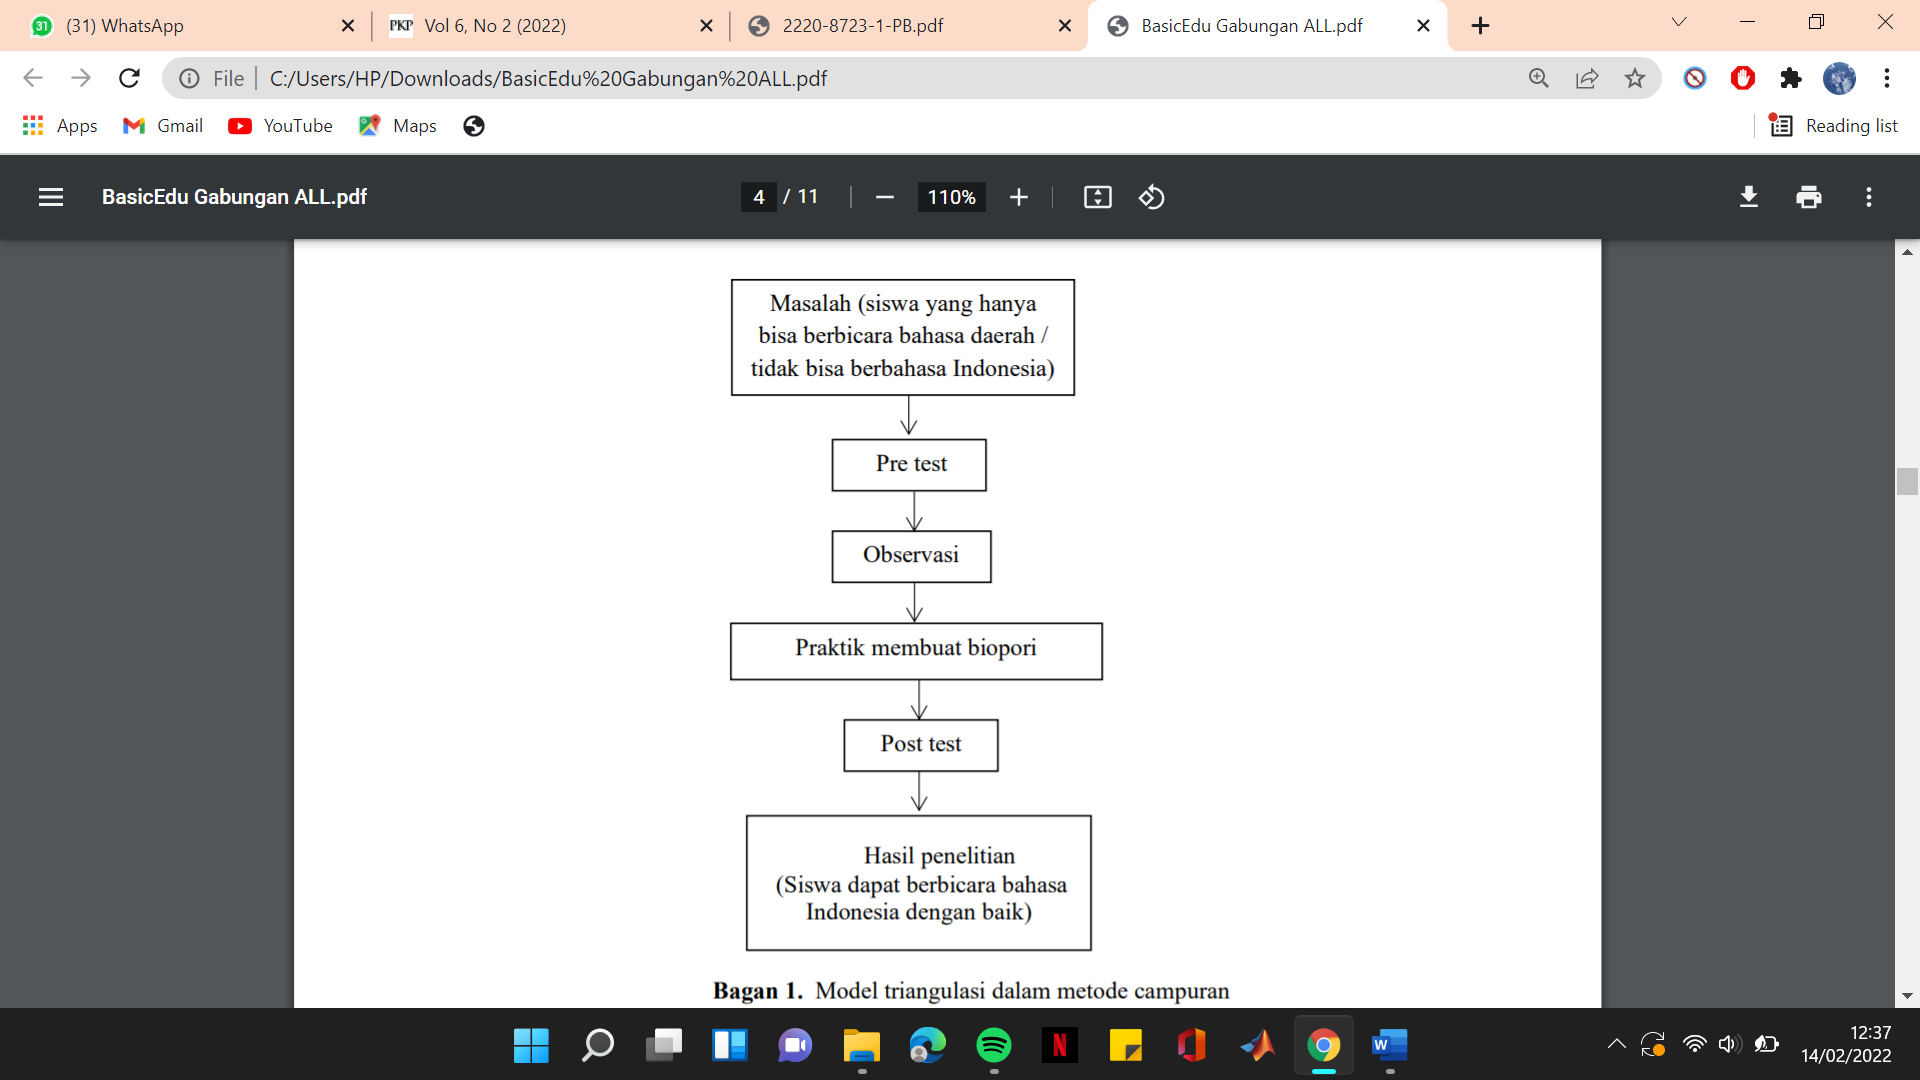 31
(31) WhatsApp
PKP
Vol 6, No 2 (2022)
2220-8723-1-PB.pdf
BasicEdu Gabungan ALL.pdf
File
C:/Users/HP/Downloads/BasicEdu%20Gabungan%20ALL.pdf
Apps
Gmail
YouTube
Maps
Reading list
BasicEdu Gabungan ALL.pdf
4 / 11
110%
Masalah (siswa yang hanya
bisa berbicara bahasa daerah /
tidak bisa berbahasa Indonesia)
Pre test
Observasi
Praktik membuat biopori
Post test
Hasil penelitian
(Siswa dapat berbicara bahasa
Indonesia dengan baik)
Bagan 1. Model triangulasi dalam metode campuran
N
W
12:37
14/02/2022